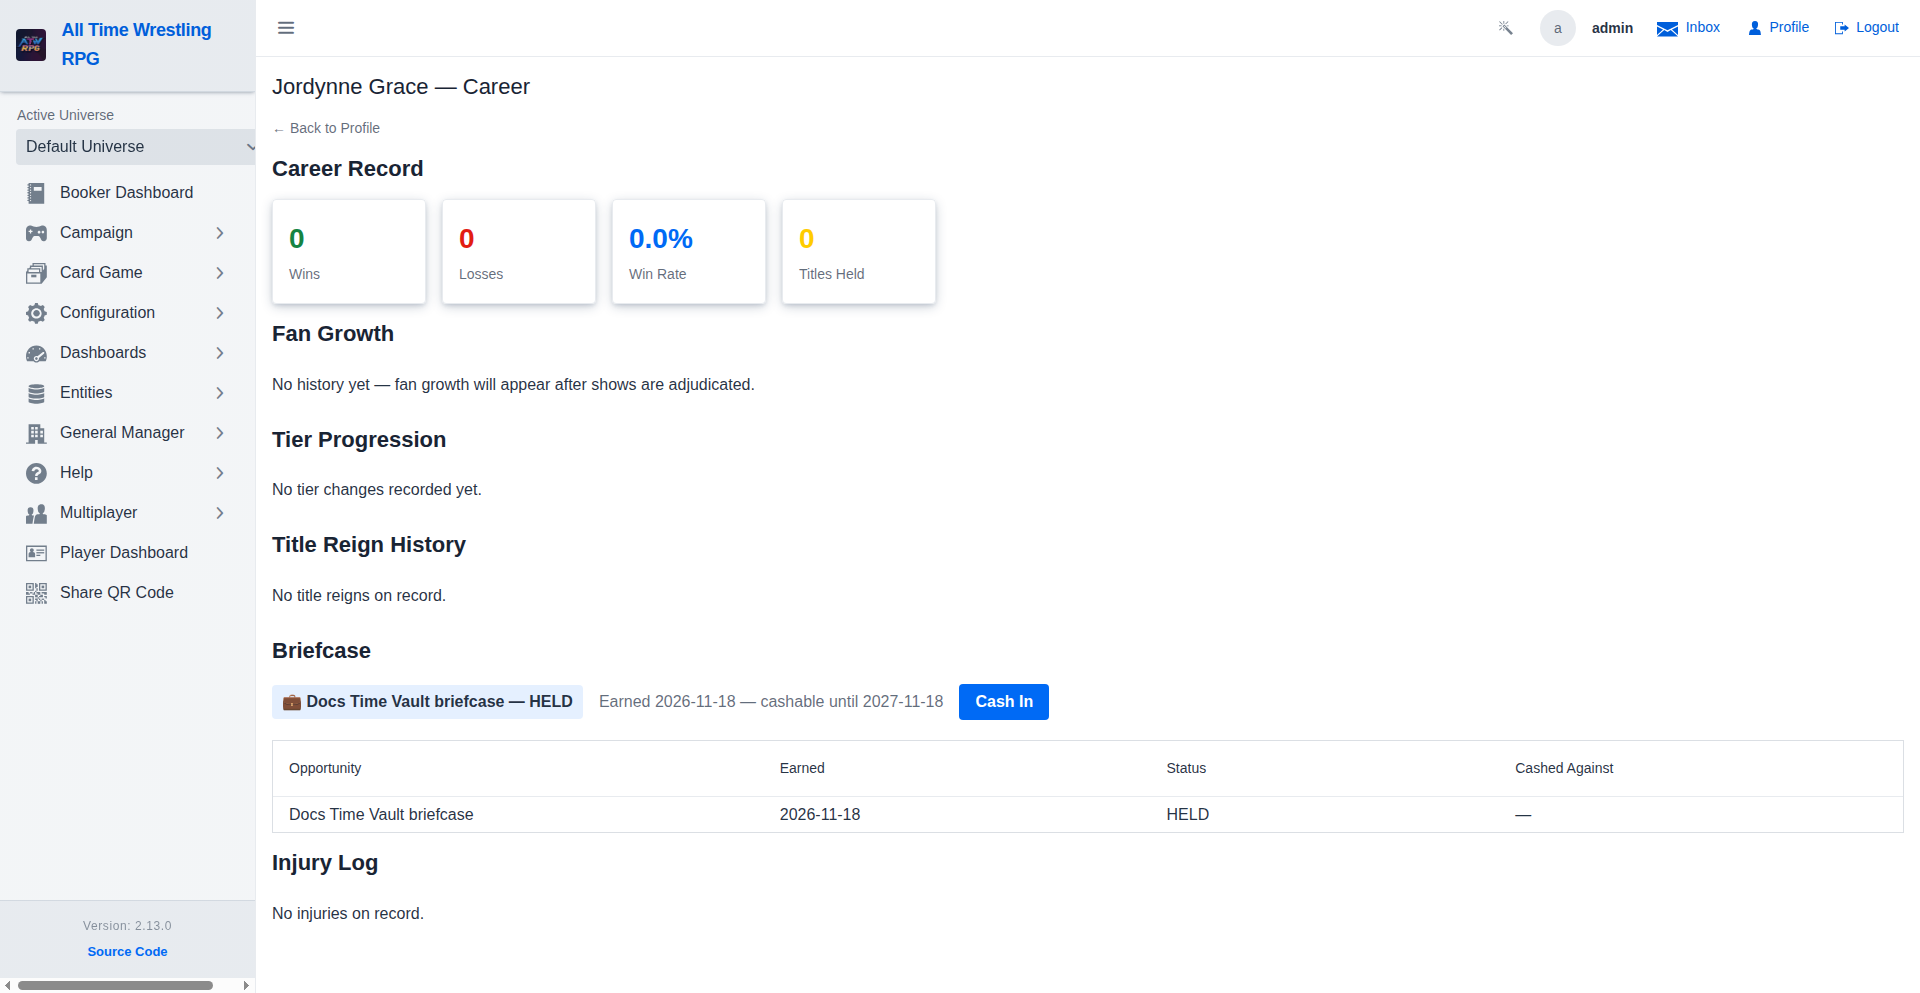 All Time Wrestling
RPG
a
admin
Inbox
Profile
Logout
Active Universe
Default Universe
Booker Dashboard
Campaign
Card Game
Configuration
Dashboards
Entities
General Manager
Help
Multiplayer
Player Dashboard
Share QR Code
Version: 2.13.0
Source Code
Jordynne Grace — Career
← Back to Profile
Career Record
0
Wins
0
Losses
0.0%
Win Rate
0
Titles Held
Fan Growth
No history yet — fan growth will appear after shows are adjudicated.
Tier Progression
No tier changes recorded yet.
Title Reign History
No title reigns on record.
Briefcase
💼 Docs Time Vault briefcase — HELD Earned 2026-11-18 — cashable until 2027-11-18 Cash In
Opportunity Earned Status Cashed Against
Docs Time Vault briefcase 2026-11-18 HELD —
Injury Log
No injuries on record.